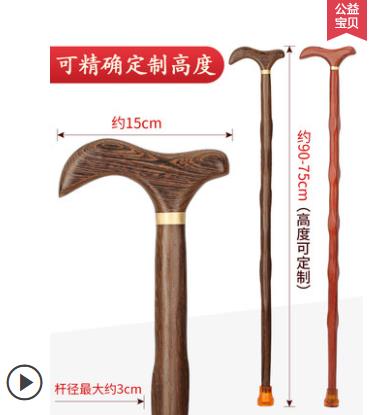 公益
宝贝
可精确定制高度
约15cm
约90-75cm（高度可定制）
杆径最大约3cm